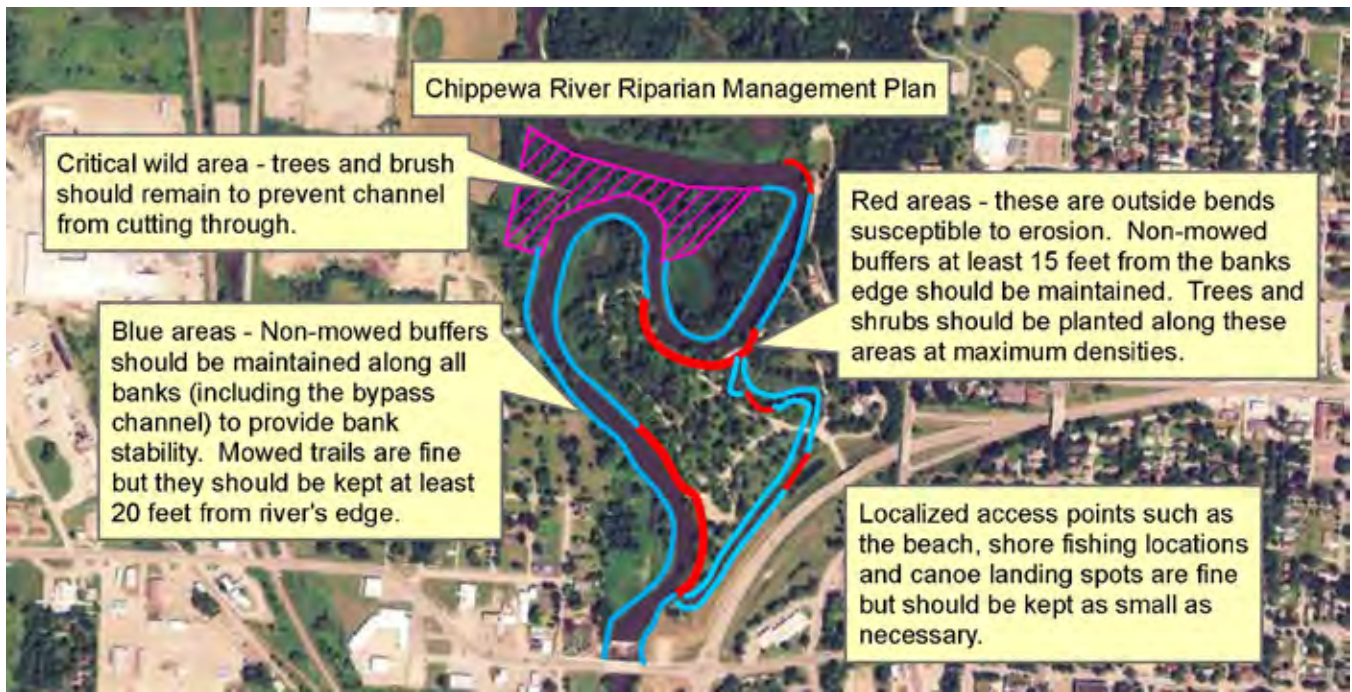 Chippewa River Riparian Management Plan
Critical wild area - trees and brush
should remain to prevent channel
from cutting through.
Red areas - these are outside bends
susceptible to erosion.  Non-mowed
buffers at least 15 feet from the banks
edge should be maintained.  Trees and
shrubs should be planted along these
areas at maximum densities.
Blue areas - Non-mowed buffers
should be maintained along all
banks (including the bypass
channel) to provide bank
stability.  Mowed trails are fine
but they should be kept at least
20 feet from river's edge.
Localized access points such as
the beach, shore fishing locations
and canoe landing spots are fine
but should be kept as small as
necessary.